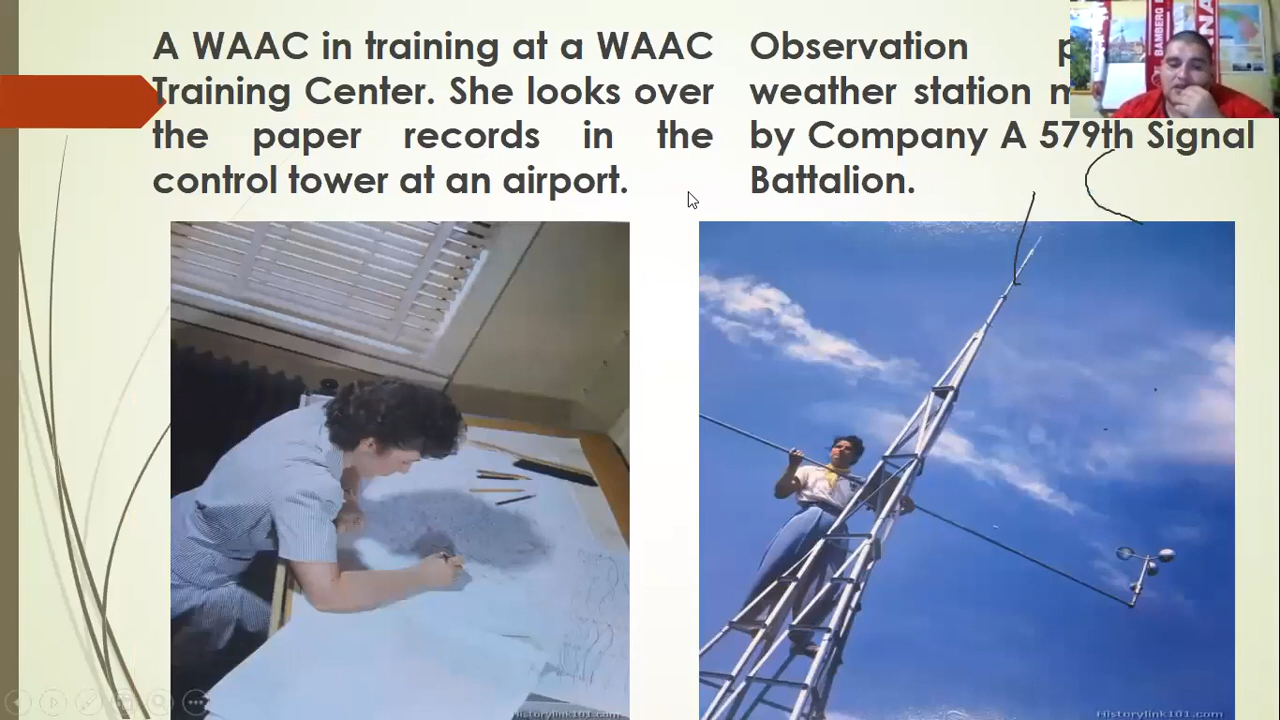 A WAAC in training at a WAAC
Training Center. She looks over
the paper records in the
control tower at an airport.
Observation
weather station
by Company A 579th Signal
Battalion.
BAMBERG
Historylink101.com
Historylink101.com